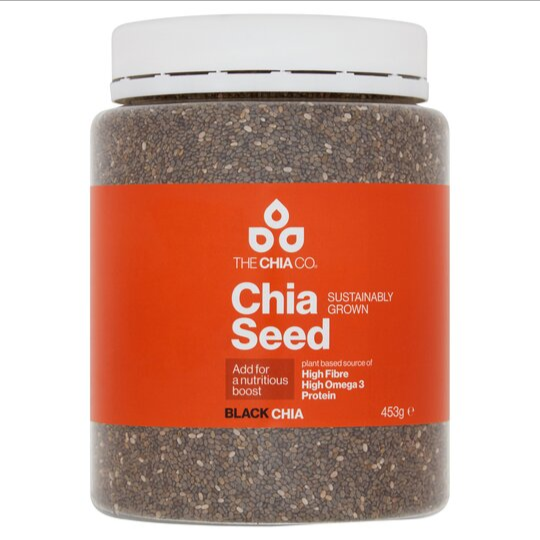 THE CHIA CO®
Chia
Seed
SUSTAINABLY
GROWN
Add for
a nutritious
boost
plant based source of
High Fibre
High Omega 3
Protein
BLACK CHIA
453g ℮